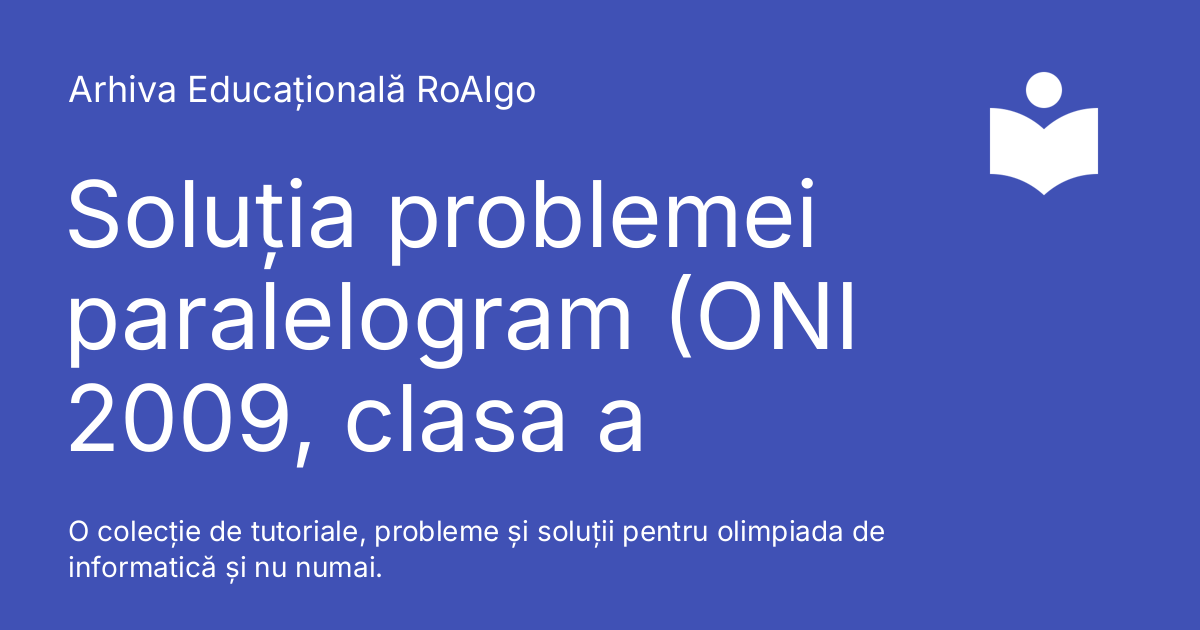 Arhiva Educațională RoAlgo
Soluția problemei
paralelogram (ONI
2009, clasa a
O colecție de tutoriale, probleme și soluții pentru olimpiada de
informatică și nu numai.